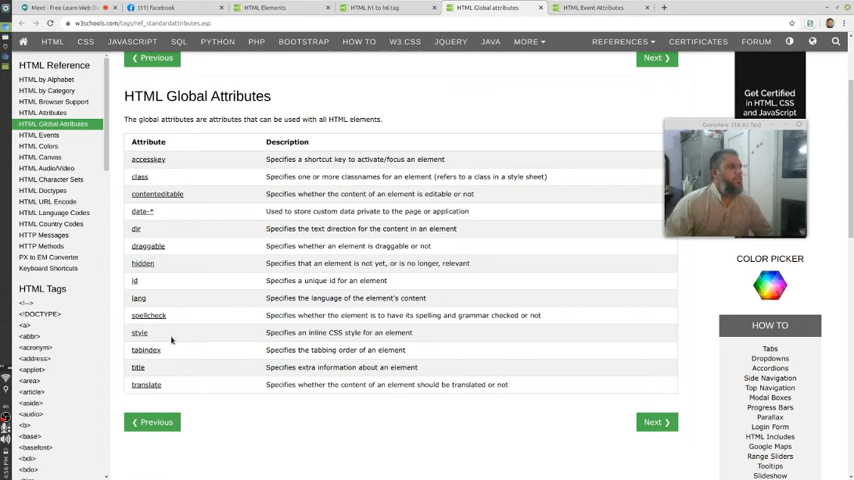 Meets
Free Learn Web D
(1) Facebook
HTML Elements
HTML h1 to h6 tag
HTML Global attributes
HTML Event Attributes
w3schools.com/tags/ref_standardattributes.asp
HTML CSS JAVASCRIPT SQL PYTHON PHP BOOTSTRAP HOW TO W3.CSS JQUERY JAVA MORE REFERENCES CERTIFICATES FORUM
HTML Reference
HTML by Alphabet
HTML by Category
HTML Browser Support
HTML Attributes
HTML Global Attributes
HTML Events
HTML Colors
HTML Canvas
HTML Audio/Video
HTML Character Sets
HTML Doctypes
HTML URL Encode
HTML Language Codes
HTML Country Codes
HTTP Messages
HTTP Methods
PX to EM Converter
Keyboard Shortcuts
HTML Tags
<!-->
<!DOCTYPE>
<a>
<abbr>
<acronym>
<address>
<applet>
<area>
<article>
<aside>
<audio>
<b>
<base>
<basefont>
<bdi>
<bdo>
❮ Previous
Next ❯
HTML Global Attributes
The global attributes are attributes that can be used with all HTML elements.
Attribute Description
accesskey Specifies a shortcut key to activate/focus an element
class Specifies one or more classnames for an element (refers to a class in a style sheet)
contenteditable Specifies whether the content of an element is editable or not
data-* Used to store custom data private to the page or application
dir Specifies the text direction for the content in an element
draggable Specifies whether an element is draggable or not
hidden Specifies that an element is not yet, or is no longer, relevant
id Specifies a unique id for an element
lang Specifies the language of the element's content
spellcheck Specifies whether the element is to have its spelling and grammar checked or not
style Specifies an inline CSS style for an element
tabindex Specifies the tabbing order of an element
title Specifies extra information about an element
translate Specifies whether the content of an element should be translated or not
❮ Previous
Next ❯
Get Certified
in HTML, CSS
and JavaScript
COLOR PICKER
HOW TO
Tabs
Dropdowns
Accordions
Side Navigation
Top Navigation
Modal Boxes
Progress Bars
Parallax
Login Form
HTML Includes
Google Maps
Range Sliders
Tooltips
Slideshow